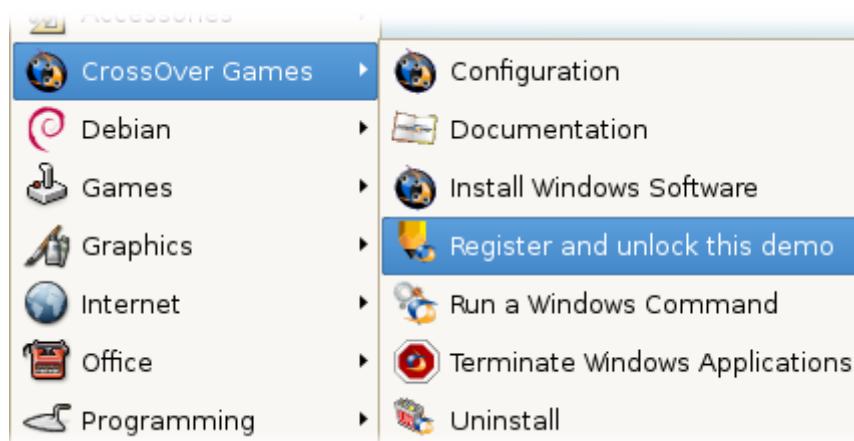 Accessories
CrossOver Games
Debian
Games
Graphics
Internet
Office
Programming
Configuration
Documentation
Install Windows Software
Register and unlock this demo
Run a Windows Command
Terminate Windows Applications
Uninstall